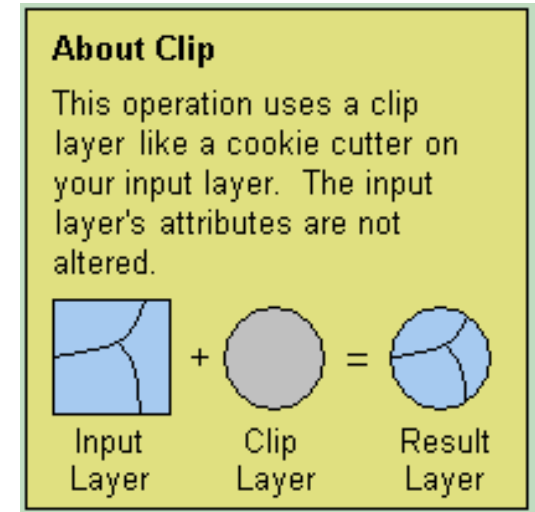 About Clip
This operation uses a clip
layer like a cookie cutter on
your input layer.  The input
layer's attributes are not
altered.
+ =
Input Clip Result
Layer Layer Layer